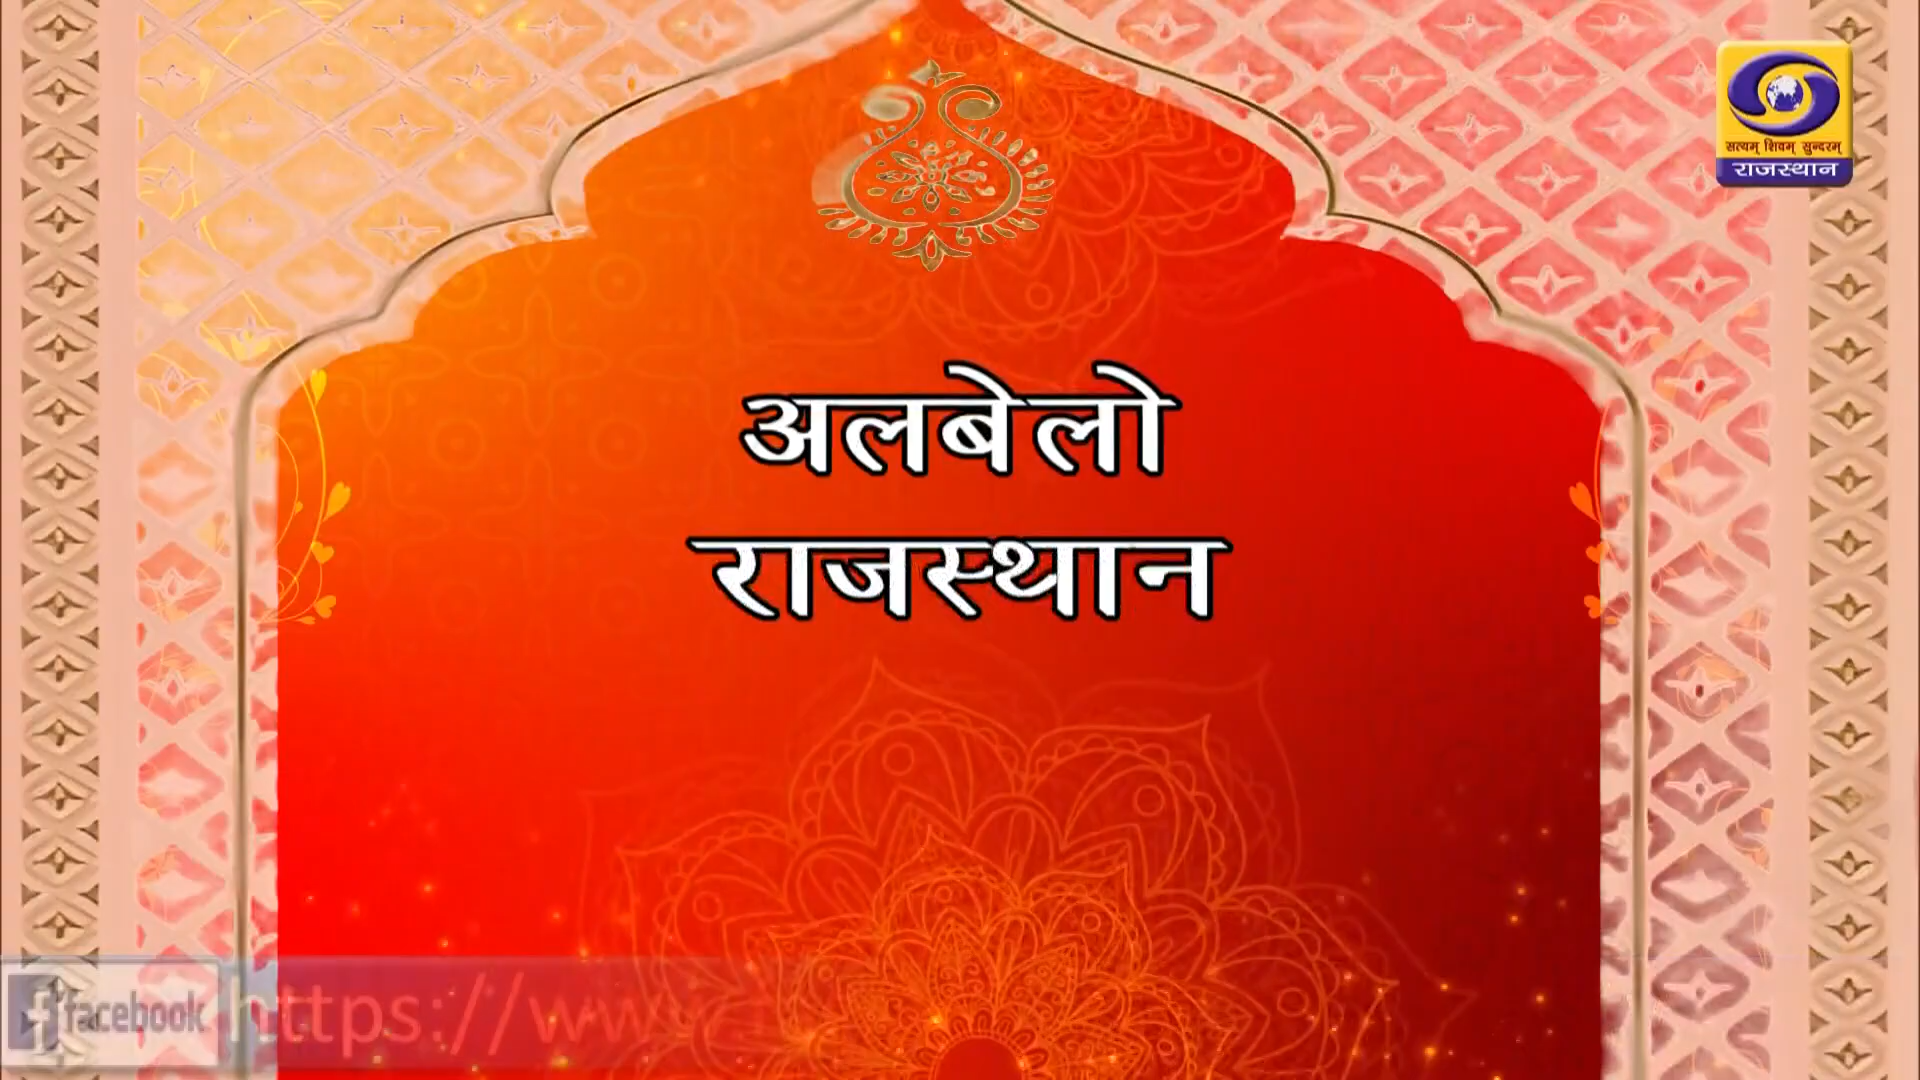 सत्यम् शिवम् सुन्दरम्
राजस्थान
अलबेलो
राजस्थान
facebook https://www.